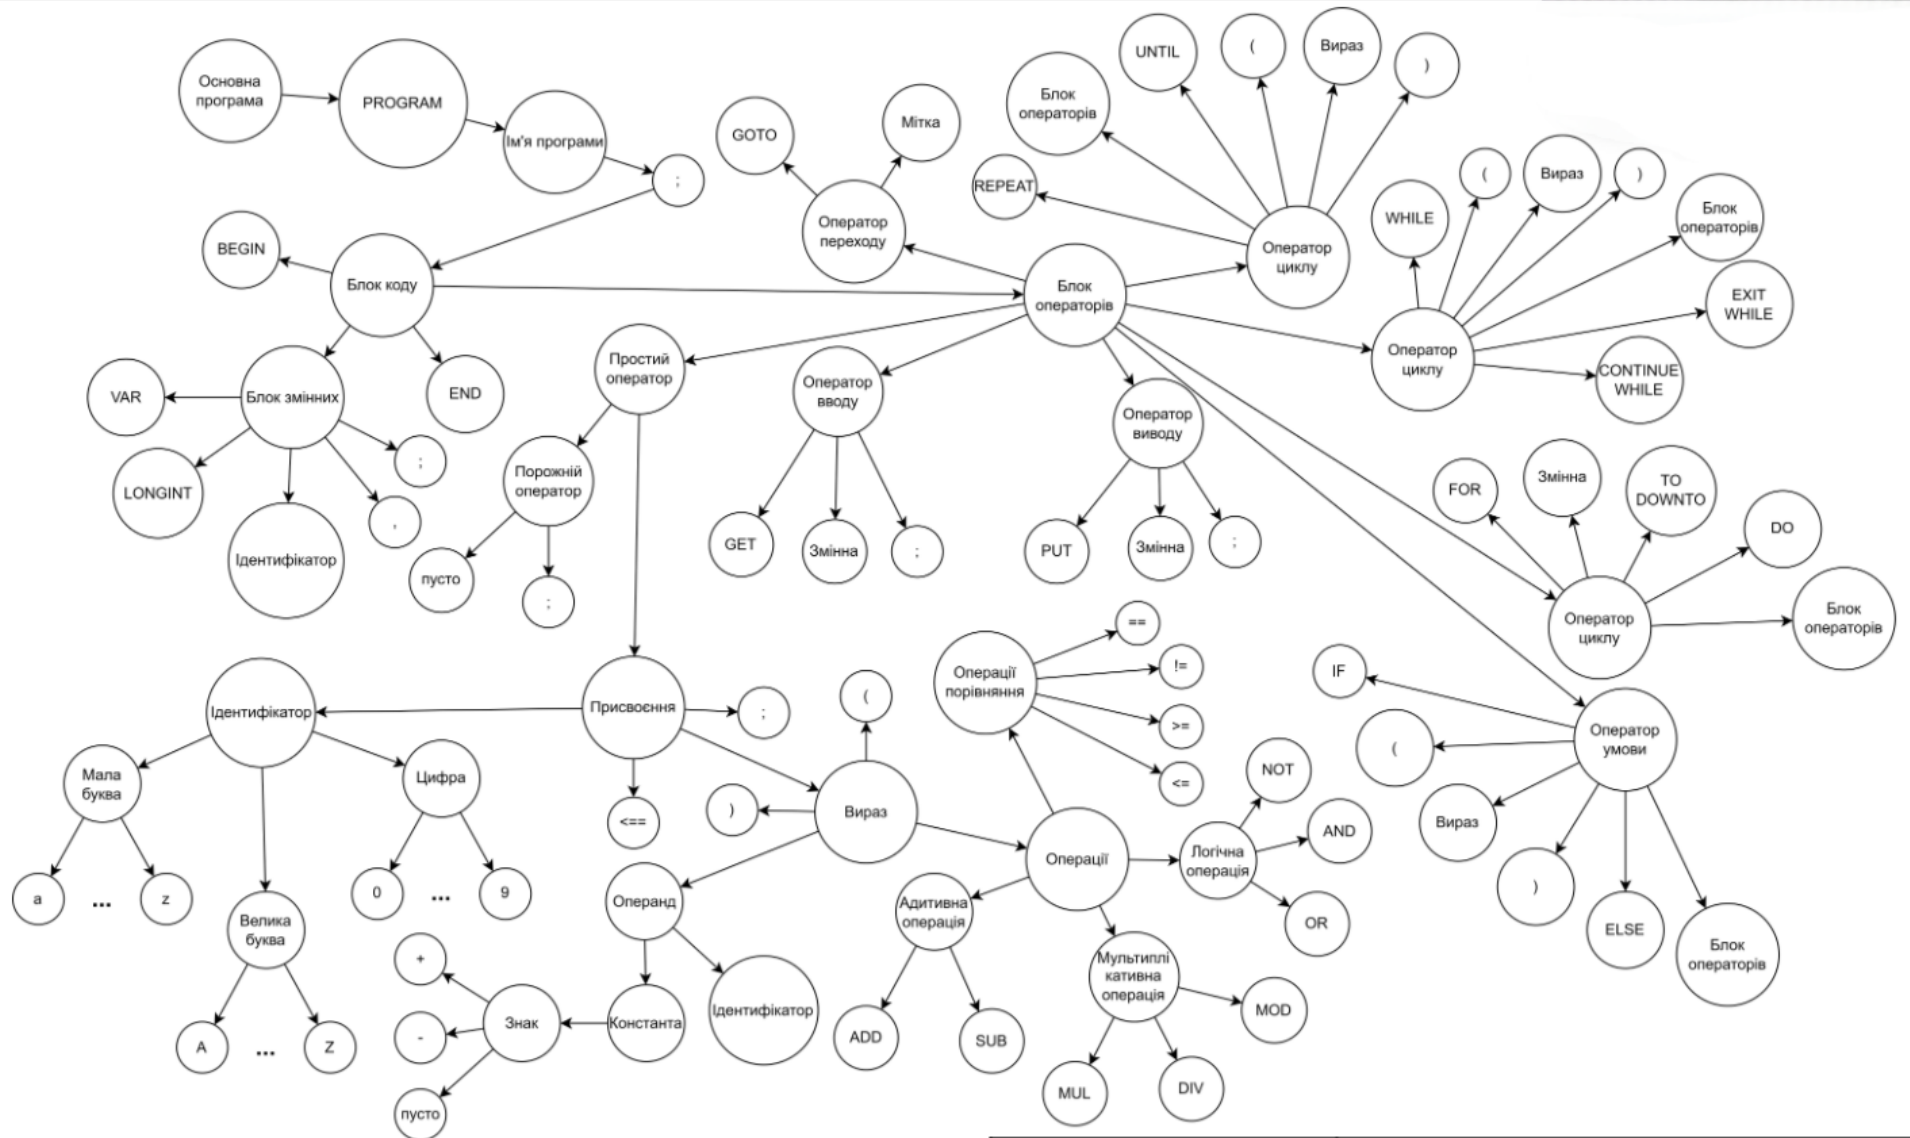 Основна
програма
PROGRAM
Ім'я програми
;
BEGIN
Блок коду
VAR
Блок змінних
END
LONGINT
Ідентифікатор
,
;
GOTO
Мітка
Оператор
переходу
Блок
операторів
REPEAT
Блок
операторів
UNTIL
(
Вираз
)
Оператор
циклу
WHILE
(
Вираз
)
Блок
операторів
EXIT
WHILE
CONTINUE
WHILE
Оператор
циклу
Простий
оператор
Порожній
оператор
пусто
;
Оператор
вводу
GET
Змінна
;
Оператор
виводу
PUT
Змінна
;
FOR
Змінна
TO
DOWNTO
DO
Блок
операторів
Оператор
циклу
IF
(
Вираз
)
ELSE
Блок
операторів
Оператор
умови
Ідентифікатор
Присвоєння
;
<==
Мала
буква
a
...
z
Велика
буква
A
...
Z
Цифра
0
...
9
(
)
Вираз
Операнд
Константа
Ідентифікатор
Знак
+
-
пусто
Операції
порівняння
==
!=
>=
<=
Операції
Логічна
операція
NOT
AND
OR
Адитивна
операція
ADD
SUB
Мультиплі
кативна
операція
MUL
DIV
MOD